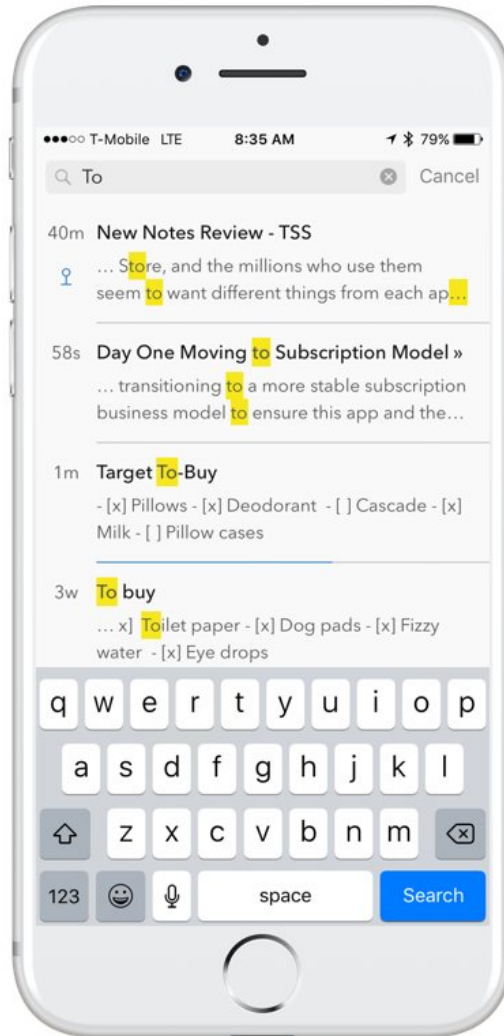 T-Mobile LTE 8:35 AM 79%
To Cancel
40m New Notes Review - TSS
… Store, and the millions who use them
seem to want different things from each ap…
58s Day One Moving to Subscription Model »
… transitioning to a more stable subscription
business model to ensure this app and the…
1m Target To-Buy
- [x] Pillows - [x] Deodorant - [ ] Cascade - [x]
Milk - [ ] Pillow cases
3w To buy
… x] Toilet paper - [x] Dog pads - [x] Fizzy
water - [x] Eye drops
q w e r t y u i o p
a s d f g h j k l
z x c v b n m
123 space Search